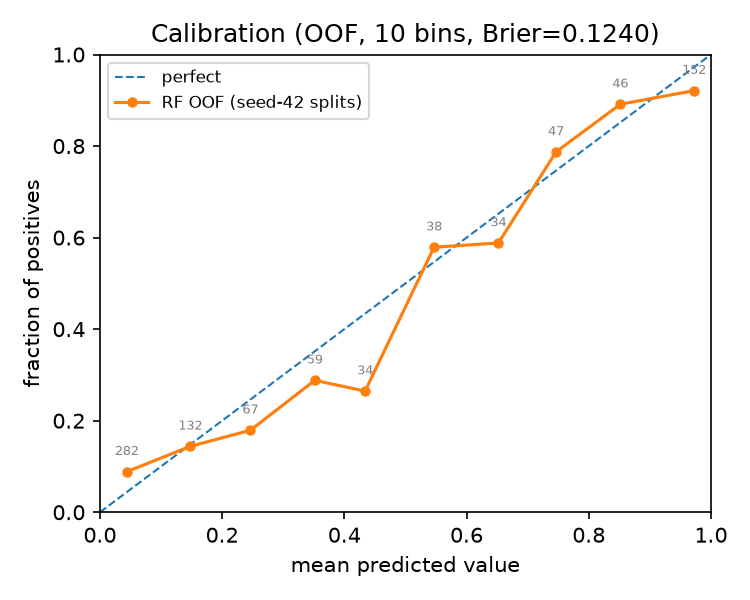 Calibration (OOF, 10 bins, Brier=0.1240)
perfect
RF OOF (seed-42 splits)
fraction of positives
1.0
0.8
0.6
0.4
0.2
0.0
282
132
67
59
34
38
34
47
46
152
0.0 0.2 0.4 0.6 0.8 1.0
mean predicted value